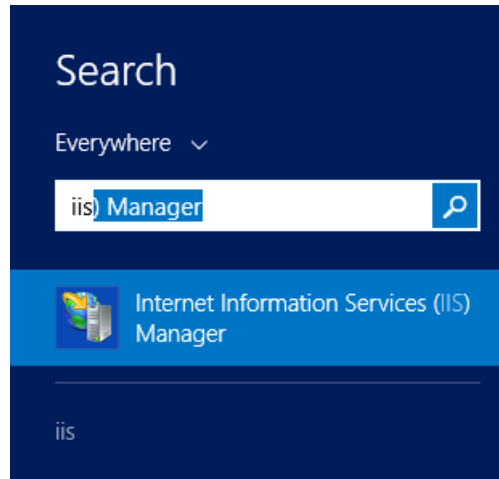 Search
Everywhere
iis) Manager
Internet Information Services (IIS)
Manager
iis